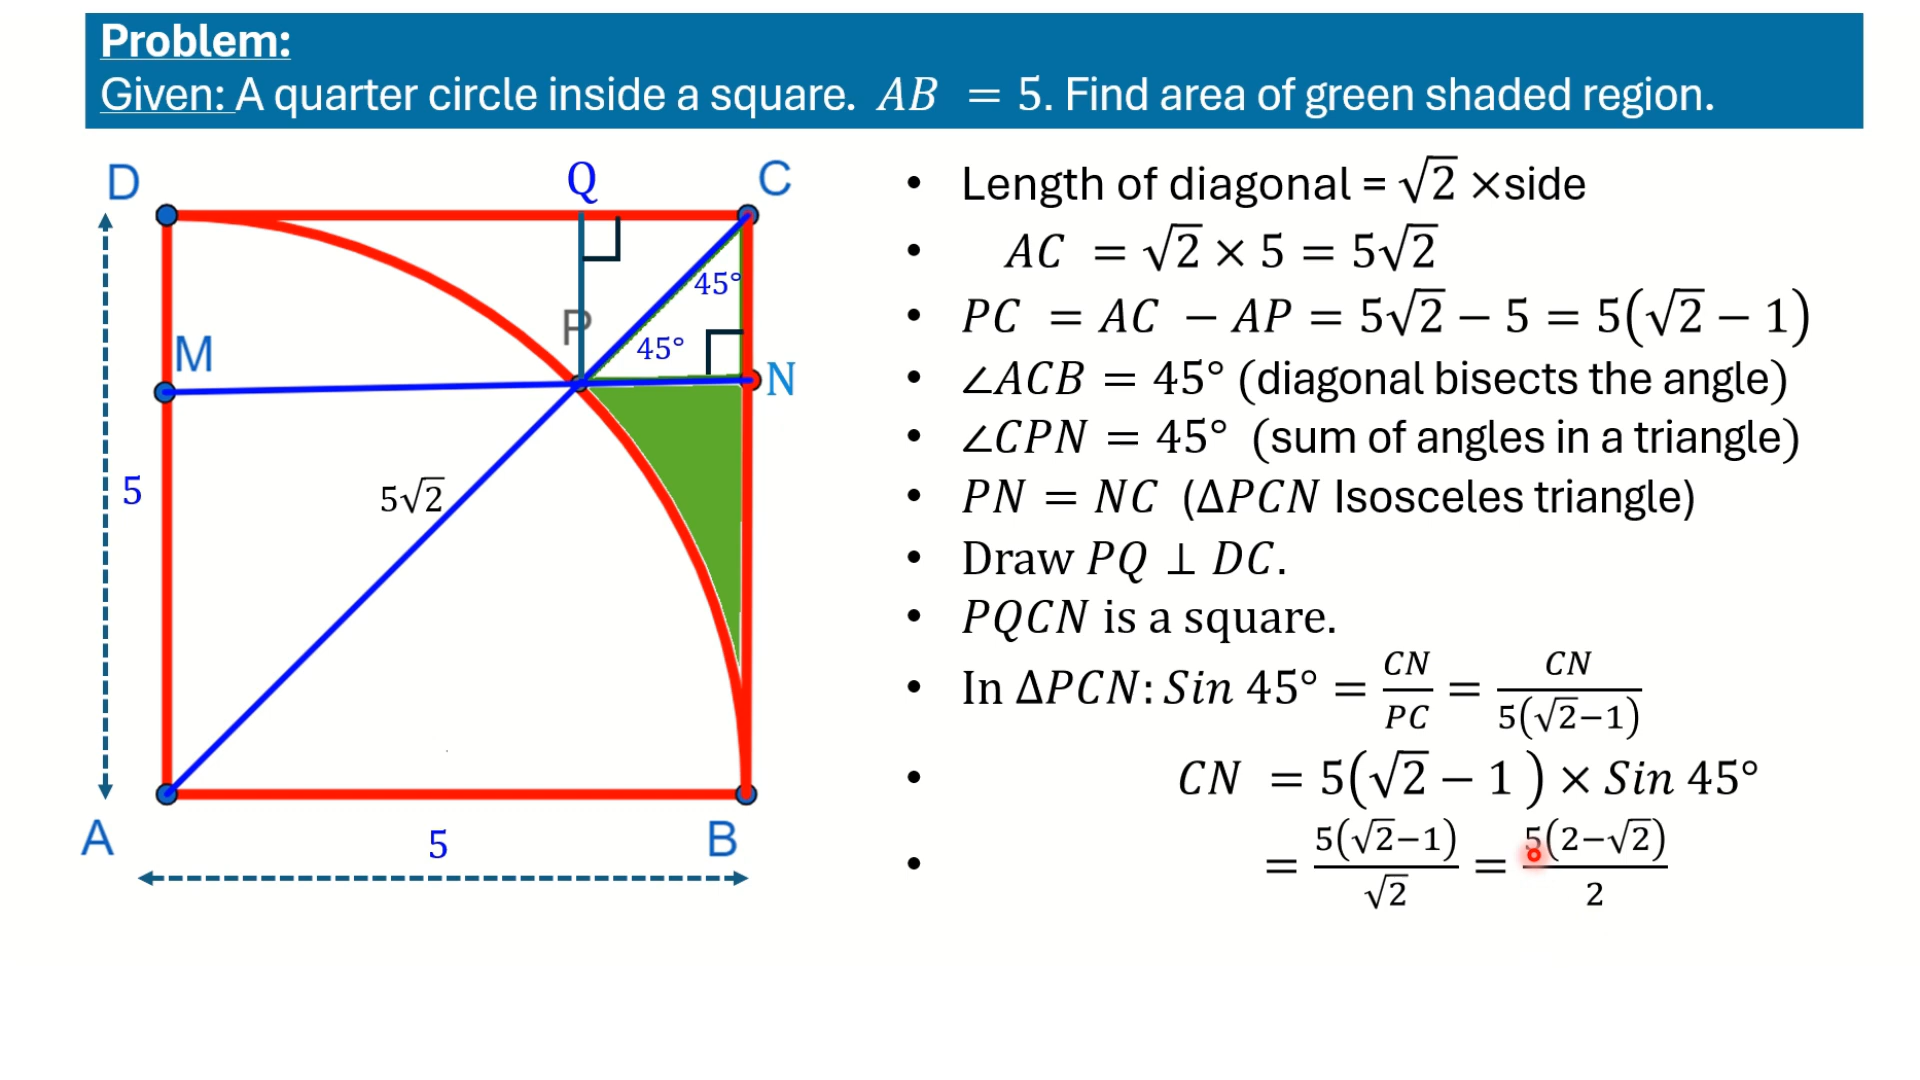 Problem:
Given: A quarter circle inside a square. AB = 5. Find area of green shaded region.
D
Q
C
45°
P
45°
M
N
5
5√2
A
5
B
• Length of diagonal = √2 ×side
• AC = √2 × 5 = 5√2
• PC = AC − AP = 5√2 − 5 = 5(√2 − 1)
• ∠ACB = 45° (diagonal bisects the angle)
• ∠CPN = 45° (sum of angles in a triangle)
• PN = NC (ΔPCN Isosceles triangle)
• Draw PQ ⊥ DC.
• PQCN is a square.
• In ΔPCN: Sin 45° = CN/PC = CN/5(√2−1)
• CN = 5(√2 − 1 ) × Sin 45°
• = 5(√2−1)/√2 = 5(2−√2)/2